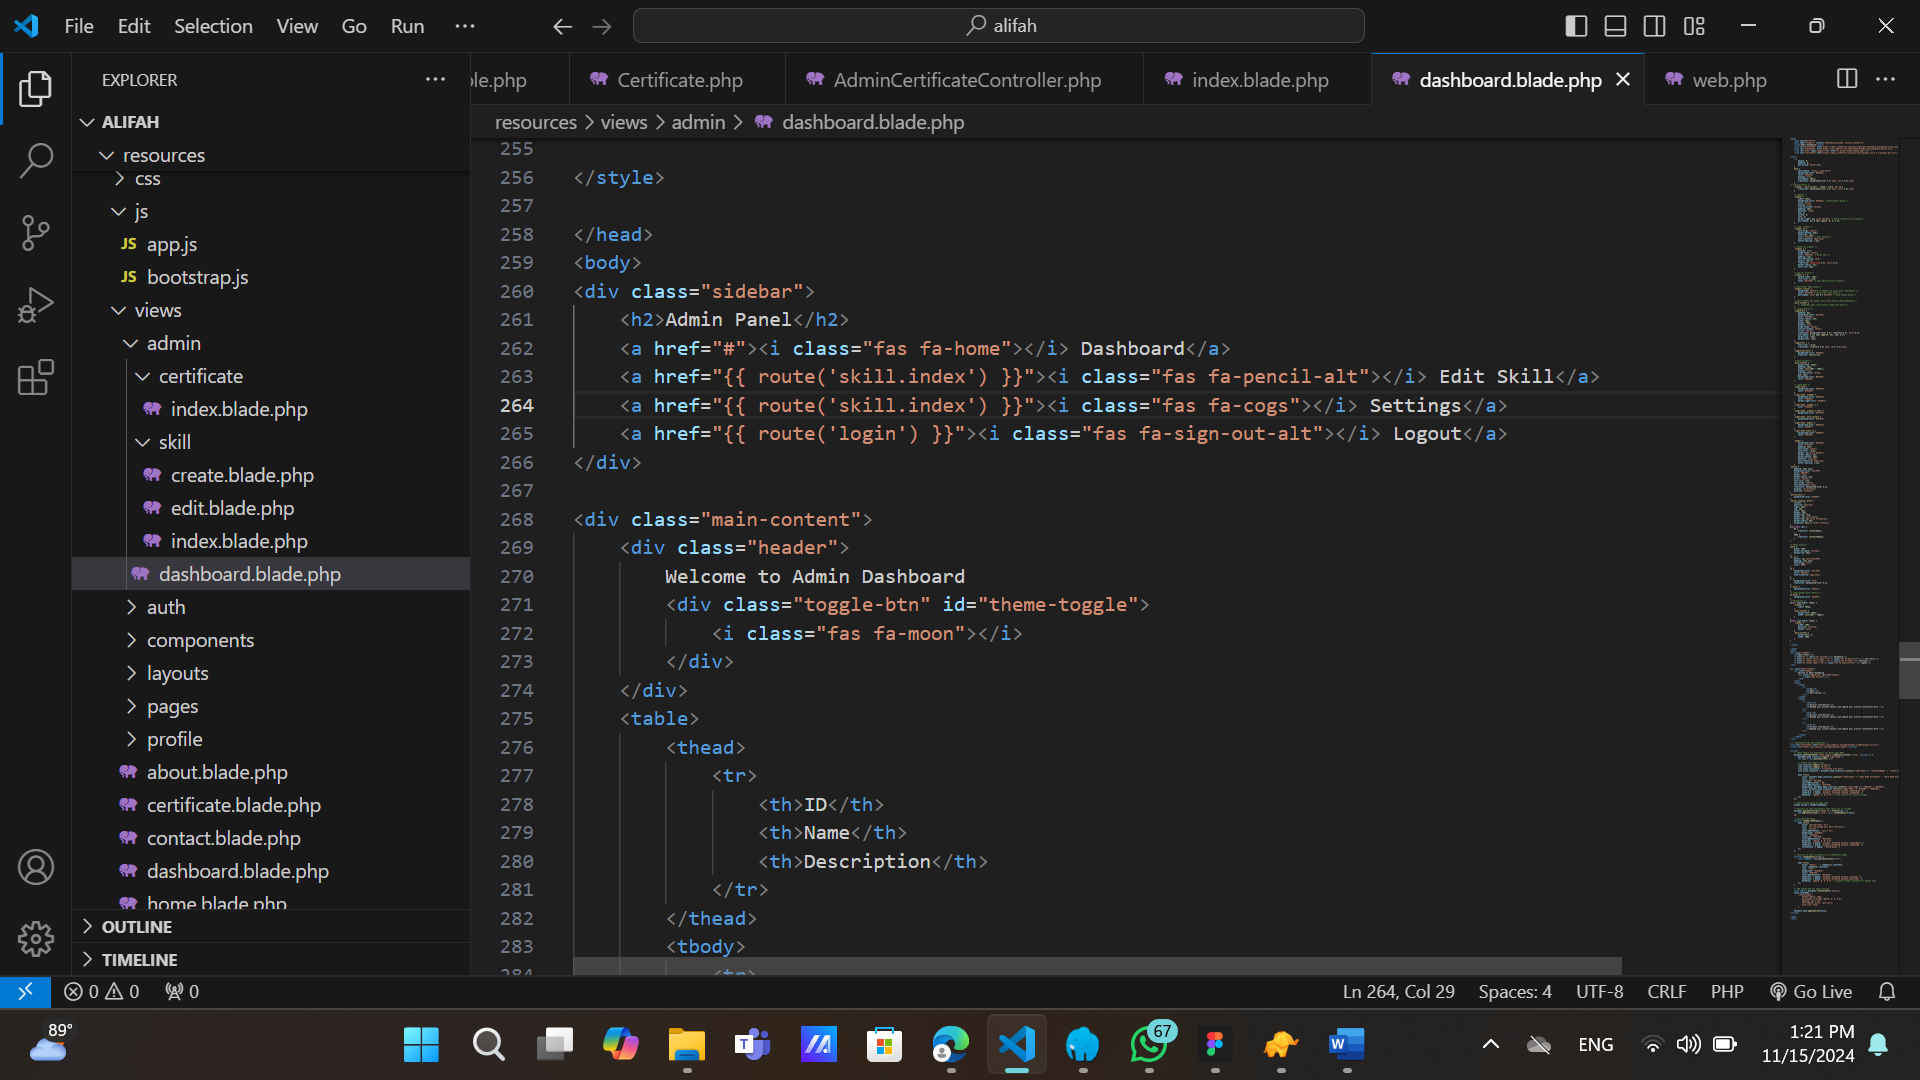 File Edit Selection View Go Run ···
alifah
EXPLORER
ALIFAH
resources
css
js
JS app.js
JS bootstrap.js
views
admin
certificate
index.blade.php
skill
create.blade.php
edit.blade.php
index.blade.php
dashboard.blade.php
auth
components
layouts
pages
profile
about.blade.php
certificate.blade.php
contact.blade.php
dashboard.blade.php
home.blade.php
OUTLINE
TIMELINE
le.php Certificate.php AdminCertificateController.php index.blade.php dashboard.blade.php web.php
resources > views > admin > dashboard.blade.php
255
256 </style>
257
258 </head>
259 <body>
260 <div class="sidebar">
261 <h2>Admin Panel</h2>
262 <a href="#"><i class="fas fa-home"></i> Dashboard</a>
263 <a href="{{ route('skill.index') }}"><i class="fas fa-pencil-alt"></i> Edit Skill</a>
264 <a href="{{ route('skill.index') }}"><i class="fas fa-cogs"></i> Settings</a>
265 <a href="{{ route('login') }}"><i class="fas fa-sign-out-alt"></i> Logout</a>
266 </div>
267
268 <div class="main-content">
269 <div class="header">
270 Welcome to Admin Dashboard
271 <div class="toggle-btn" id="theme-toggle">
272 <i class="fas fa-moon"></i>
273 </div>
274 </div>
275 <table>
276 <thead>
277 <tr>
278 <th>ID</th>
279 <th>Name</th>
280 <th>Description</th>
281 </tr>
282 </thead>
283 <tbody>
284 <tr>
0 0 0
Ln 264, Col 29 Spaces: 4 UTF-8 CRLF PHP Go Live
89°
67
ENG
1:21 PM
11/15/2024